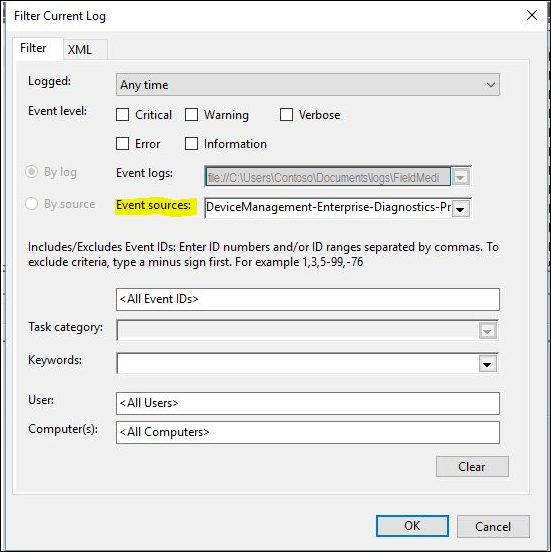 Filter Current Log
Filter XML
Logged: Any time
Event level: Critical Warning Verbose
Error Information
By log Event logs: file://C:\Users\Contoso\Documents\logs\FieldMedi
By source Event sources: DeviceManagement-Enterprise-Diagnostics-Pr
Includes/Excludes Event IDs: Enter ID numbers and/or ID ranges separated by commas. To
exclude criteria, type a minus sign first. For example 1,3,5-99,-76
<All Event IDs>
Task category:
Keywords:
User: <All Users>
Computer(s): <All Computers>
Clear
OK Cancel